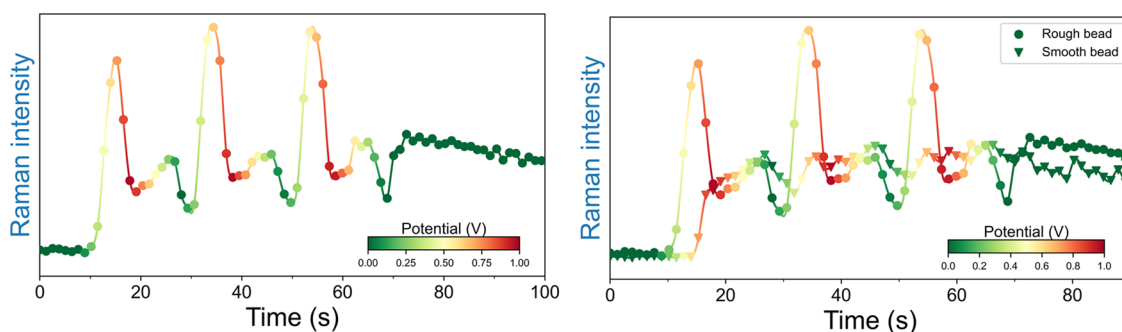 Raman intensity
Potential (V)
0.00 0.25 0.50 0.75 1.00
0 20 40 60 80 100
Time (s)
Raman intensity
Rough bead
Smooth bead
Potential (V)
0.0 0.2 0.4 0.6 0.8 1.0
0 20 40 60 80
Time (s)